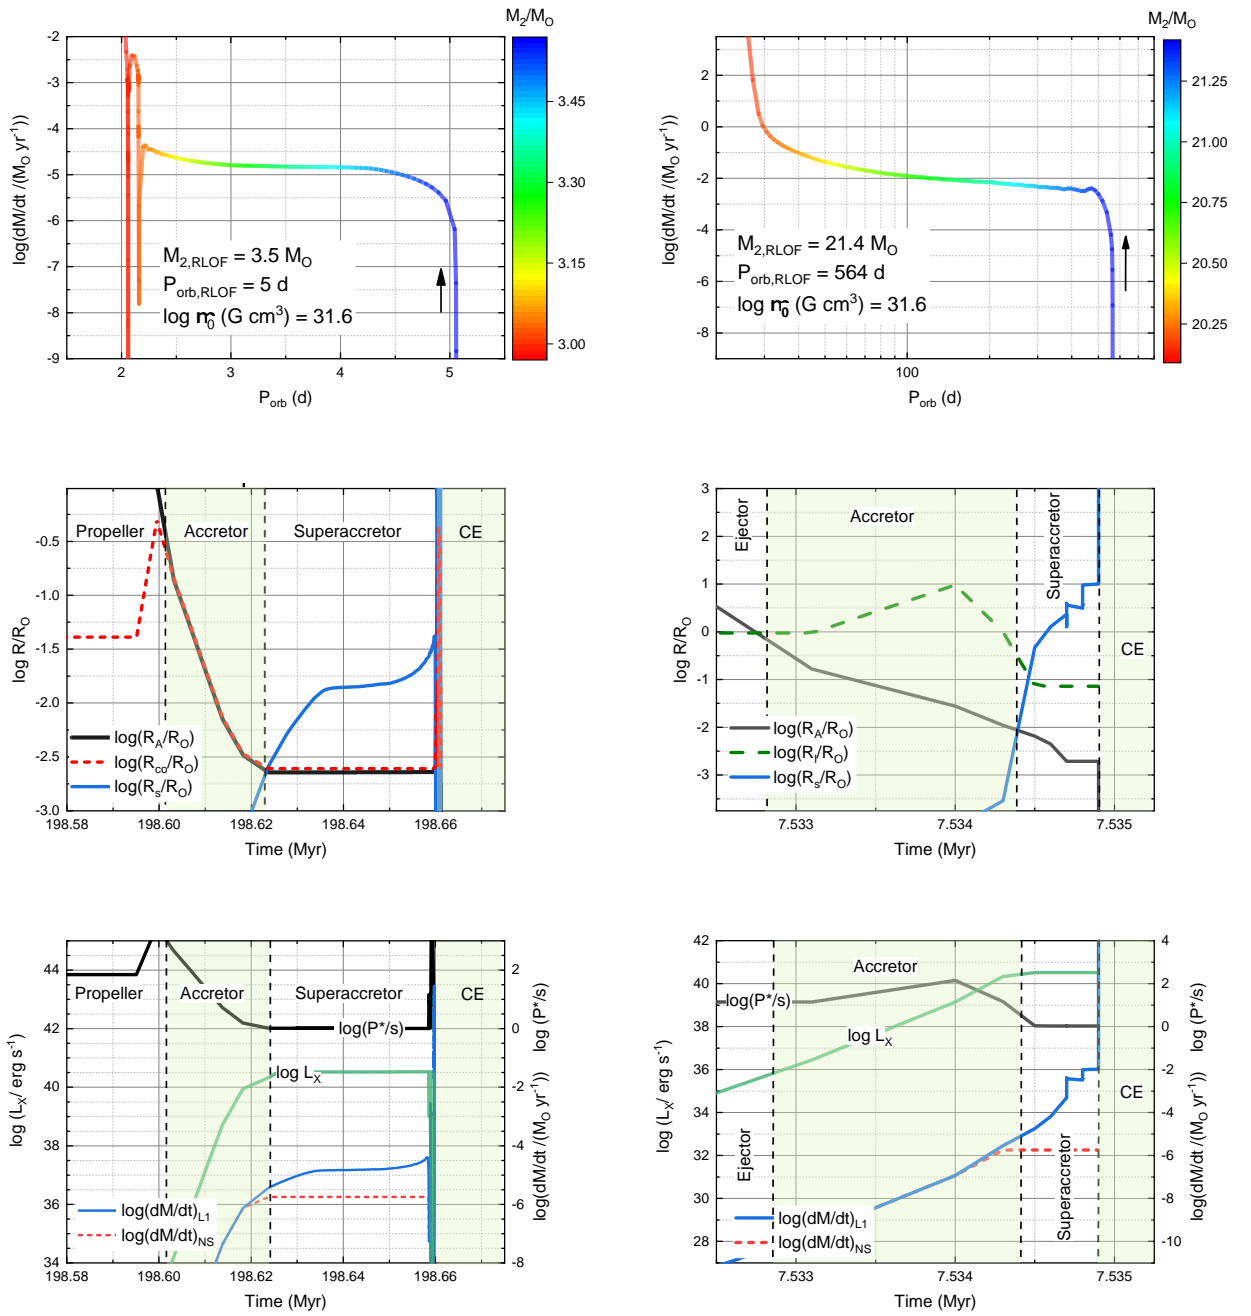 M2/MO
M2/MO
log(dM/dt /(MO yr-1))
-2
-3
-4
-5
-6
-7
-8
-9
M2,RLOF = 3.5 MO
Porb,RLOF = 5 d
(G cm3) = 31.6
2
3
4
5
Porb (d)
3.45
3.30
3.15
3.00
log(dM/dt /(MO yr-1))
2
0
-2
-4
-6
-8
M2,RLOF = 21.4 MO
Porb,RLOF = 564 d
(G cm3) = 31.6
100
Porb (d)
21.25
21.00
20.75
20.50
20.25
log R/RO
-0.5
-1.0
-1.5
-2.0
-2.5
-3.0
Propeller
Accretor
Superaccretor
CE
log(RA/RO)
log(Rco/RO)
log(Rs/RO)
198.58
198.60
198.62
198.64
198.66
Time (Myr)
log R/RO
3
2
1
0
-1
-2
-3
Ejector
Accretor
Superaccretor
CE
log(RA/RO)
log(Rl/RO)
log(Rs/RO)
7.533
7.534
7.535
Time (Myr)
log (LX/ erg s-1)
44
42
40
38
36
34
Propeller
Accretor
Superaccretor
CE
log(P*/s)
log LX
log(dM/dt)L1
log(dM/dt)NS
2
0
-2
-4
-6
-8
log (P*/s)
log(dM/dt /(MO yr-1))
198.58
198.60
198.62
198.64
198.66
Time (Myr)
log (LX/ erg s-1)
42
40
38
36
34
32
30
28
Accretor
log(P*/s)
log LX
Ejector
Superaccretor
CE
log(dM/dt)L1
log(dM/dt)NS
4
2
0
-2
-4
-6
-8
-10
log (P*/s)
log(dM/dt /(MO yr-1))
7.533
7.534
7.535
Time (Myr)